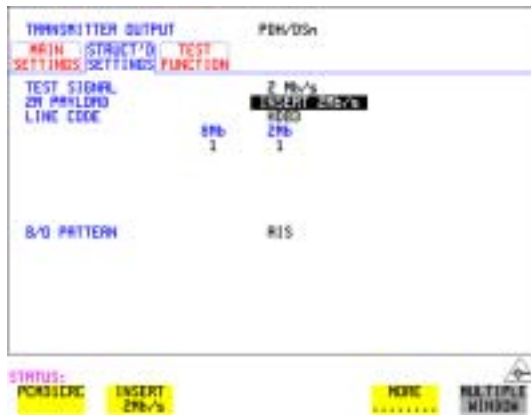 TRANSMITTER OUTPUT PDH/DSn
MAIN SETTINGS STRUCT'D SETTINGS TEST FUNCTION
TEST SIGNAL 2 Mb/s
2M PAYLOAD INSERT 2Mb/s
LINE CODE HDB3
8Mb 2Mb
1 1
B/G PATTERN AIS
STATUS:
PCM31CRC INSERT 2Mb/s MORE ........ MULTIPLE WINDOW